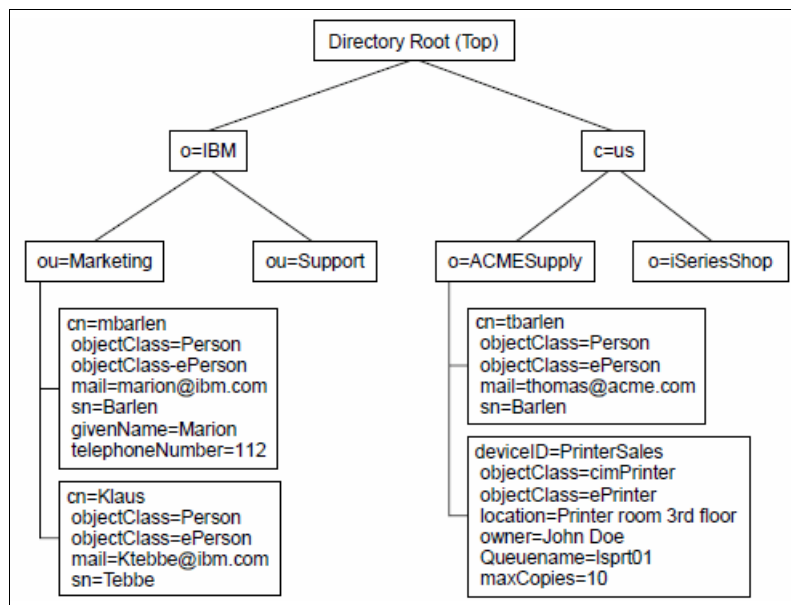 Directory Root (Top)
o=IBM
c=us
ou=Marketing
ou=Support
o=ACMESupply
o=iSeriesShop
cn=mbarlen
objectClass=Person
objectClass-ePerson
mail=marion@ibm.com
sn=Barlen
givenName=Marion
telephoneNumber=112
cn=Klaus
objectClass=Person
objectClass=ePerson
mail=Ktebbe@ibm.com
sn=Tebbe
cn=tbarlen
objectClass=Person
objectClass=ePerson
mail=thomas@acme.com
sn=Barlen
deviceID=PrinterSales
objectClass=cimPrinter
objectClass=ePrinter
location=Printer room 3rd floor
owner=John Doe
Queuename=lsprt01
maxCopies=10